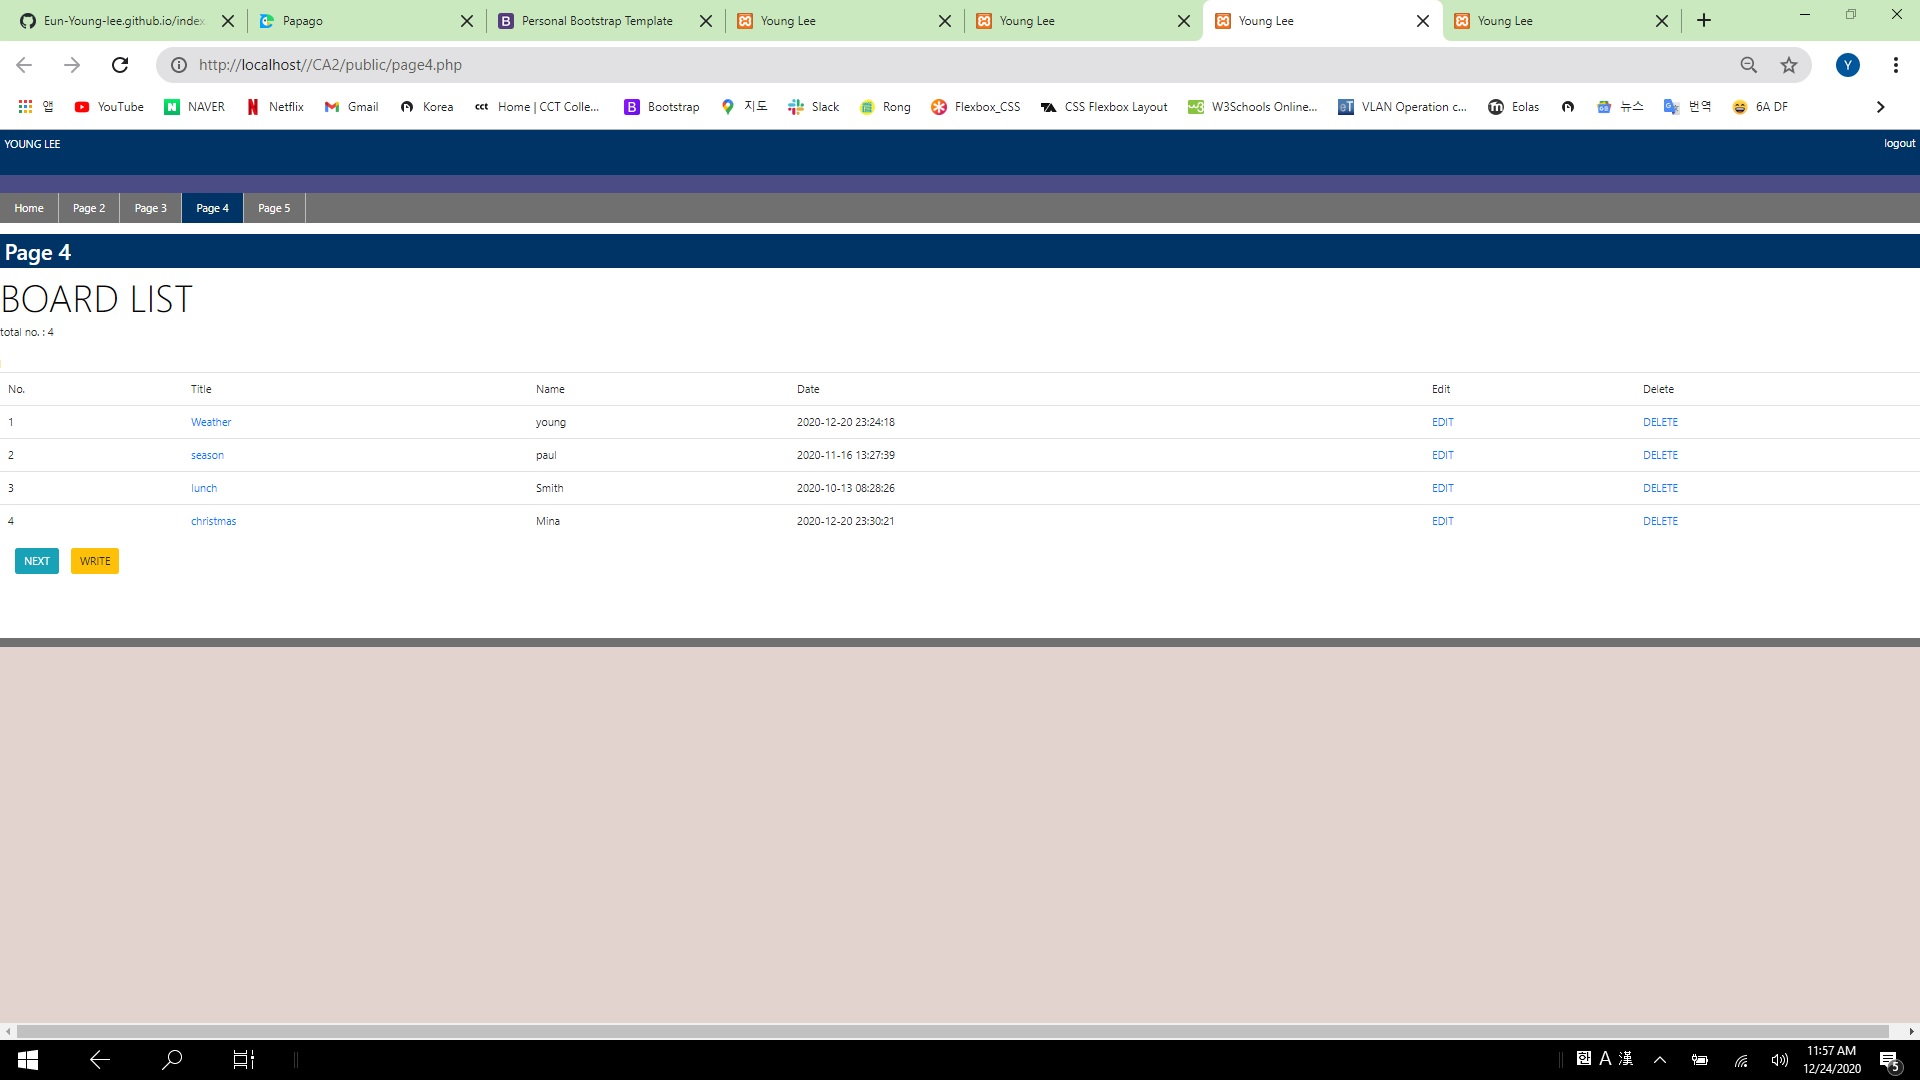 Eun-Young-lee.github.io/index Papago Personal Bootstrap Template Young Lee Young Lee Young Lee Young Lee
http://localhost//CA2/public/page4.php Y
앱 YouTube NAVER Netflix Gmail Korea cct Home | CCT Colle... Bootstrap 지도 Slack Rong Flexbox_CSS CSS Flexbox Layout W3Schools Online... VLAN Operation c... Eolas 뉴스 번역 6A DF
YOUNG LEE logout
Home Page 2 Page 3 Page 4 Page 5
Page 4
BOARD LIST
total no. : 4
No. Title Name Date Edit Delete
1 Weather young 2020-12-20 23:24:18 EDIT DELETE
2 season paul 2020-11-16 13:27:39 EDIT DELETE
3 lunch Smith 2020-10-13 08:28:26 EDIT DELETE
4 christmas Mina 2020-12-20 23:30:21 EDIT DELETE
NEXT WRITE
A 漢 11:57 AM
12/24/2020 5